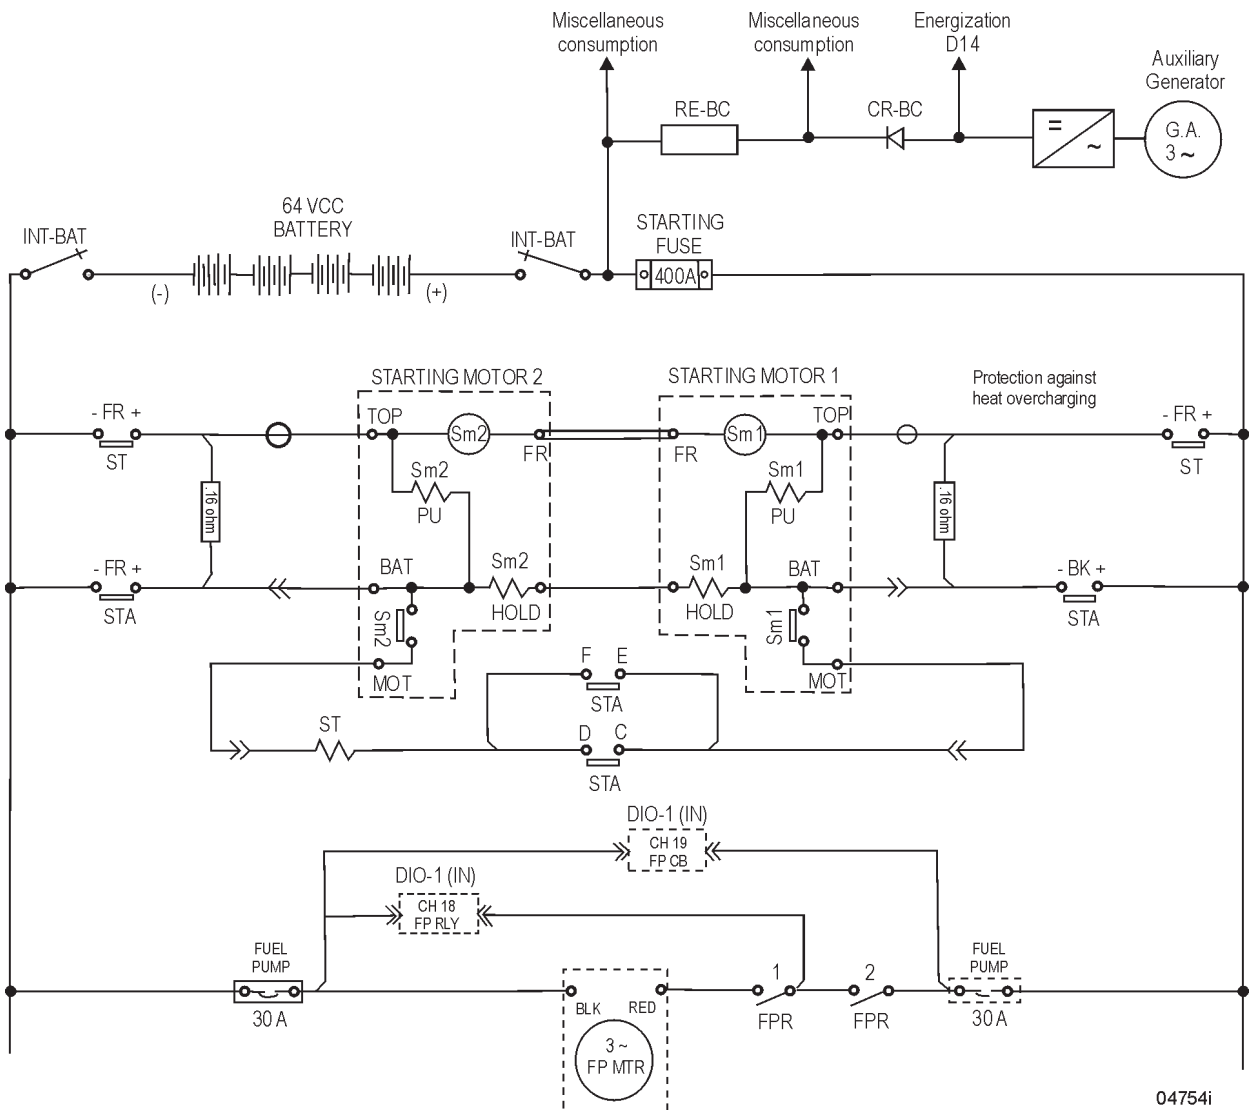 Miscellaneous
consumption
Miscellaneous
consumption
Energization
D14
Auxiliary
Generator
RE-BC
CR-BC
=
~
G.A.
3 ~
64 VCC
BATTERY
INT-BAT
INT-BAT
STARTING
FUSE
400A
(-)
(+)
STARTING MOTOR 2
STARTING MOTOR 1
Protection against
heat overcharging
- FR +
ST
TOP
Sm2
FR
FR
Sm1
TOP
- FR +
ST
Sm2
PU
Sm1
PU
.16 ohm
.16 ohm
- FR +
STA
BAT
Sm2
HOLD
Sm1
HOLD
BAT
- BK +
STA
Sm2
Sm1
MOT
MOT
F E
STA
ST
D C
STA
DIO-1 (IN)
CH 19
FP CB
DIO-1 (IN)
CH 18
FP RLY
FUEL
PUMP
30 A
BLK
RED
3 ~
FP MTR
1
FPR
2
FPR
FUEL
PUMP
30 A
04754i